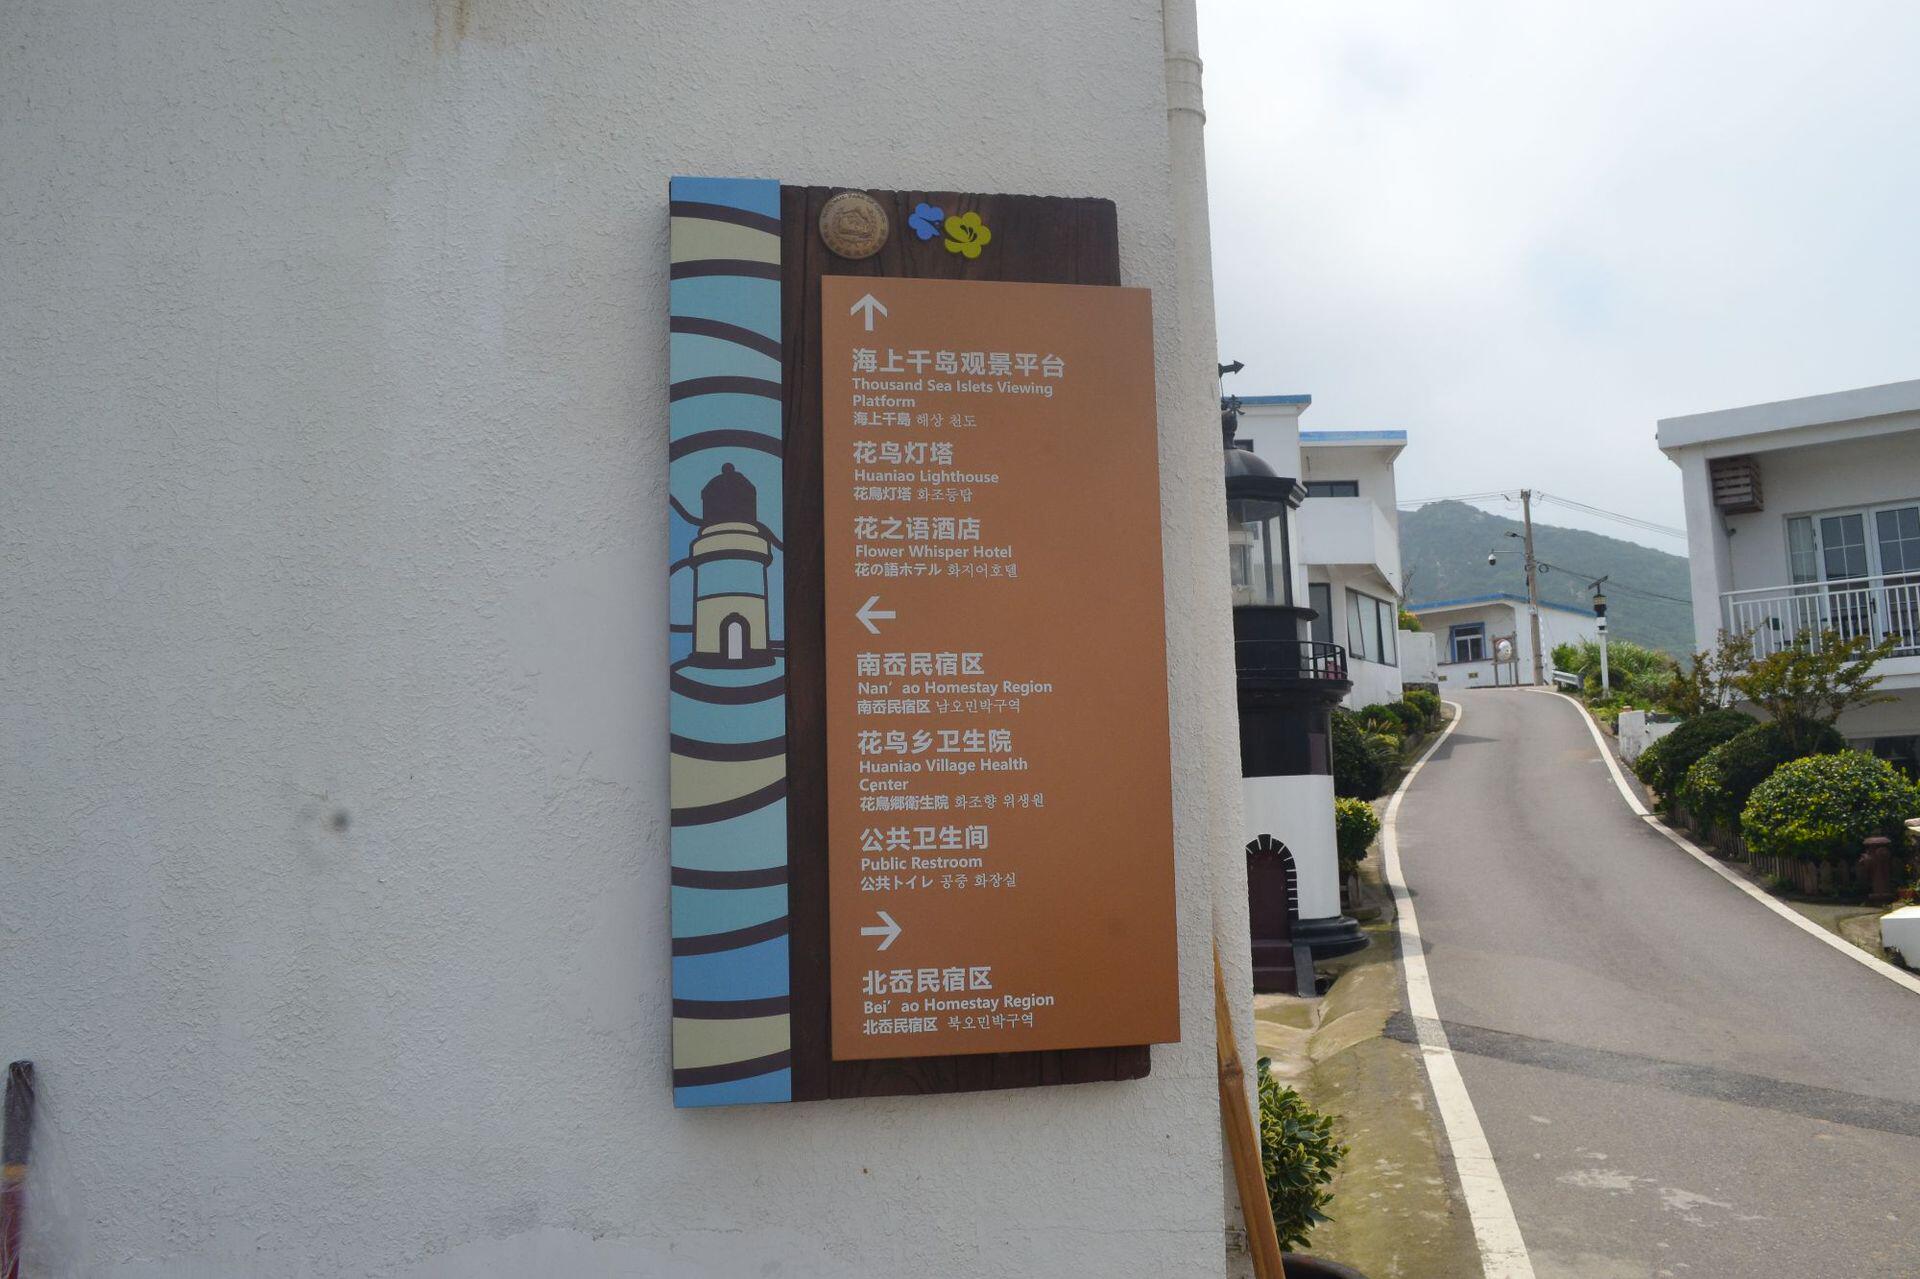 海上千岛观景平台
Thousand Sea Islets Viewing
Platform
海上千島 해상 천도
花鸟灯塔
Huaniao Lighthouse
花鳥灯塔 화조등탑
花之语酒店
Flower Whisper Hotel
花の語ホテル 화지어호텔
南岙民宿区
Nan' ao Homestay Region
南岙民宿区 남오민박구역
花鸟乡卫生院
Huaniao Village Health
Center
花鳥郷衛生院 화조향 위생원
公共卫生间
Public Restroom
公共トイレ 공중 화장실
北岙民宿区
Bei' ao Homestay Region
北岙民宿区 북오민박구역